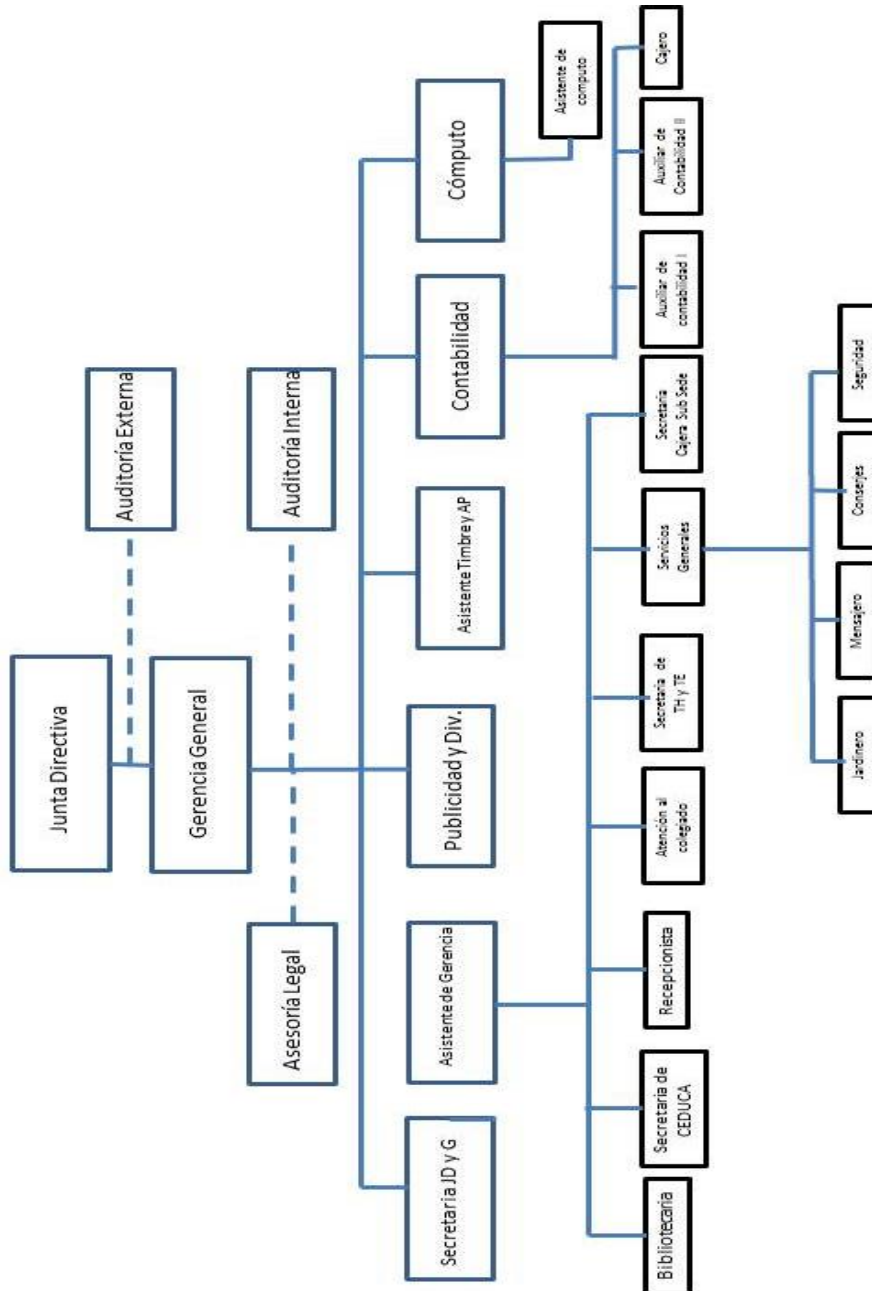 Junta Directiva
Auditoría Externa
Gerencia General
Asesoría Legal
Auditoría Interna
Secretaria JD y G
Asistente de Gerencia
Publicidad y Div.
Asistente Timbre y AP
Contabilidad
Cómputo
Asistente de
computo
Bibliotecaria
Secretaria de
CEDUCA
Recepcionista
Atención al
colegiado
Secretaria de
TH y TE
Servicios
Generales
Secretaria
Cajera Sub Sede
Auxiliar de
contabilidad I
Auxiliar de
Contabilidad II
Cajero
Jardinero
Mensajero
Conserjes
Seguridad